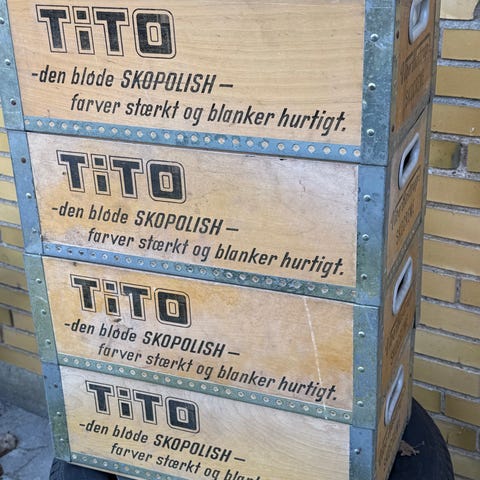 TiTO
-den bløde SKOPOLISH-
farver stærkt og blanker hurtigt.
TiTO
-den bløde SKOPOLISH-
farver stærkt og blanker hurtigt.
TiTO
-den bløde SKOPOLISH-
farver stærkt og blanker hurtigt.
TiTO
-den bløde SKOPOLISH-
farver stærkt og blank